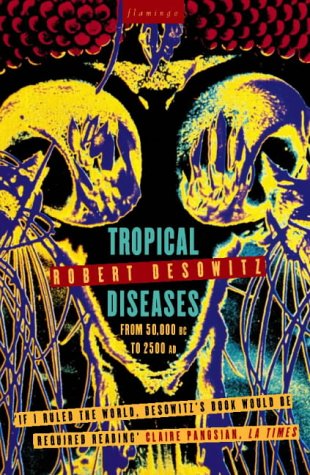 flamingo
TROPICAL
ROBERT DESOWITZ
DISEASES
FROM 50,000 BC
TO 2500 AD
'IF I RULED THE WORLD, DESOWITZ'S BOOK WOULD BE
REQUIRED READING' CLAIRE PANOSIAN, LA TIMES